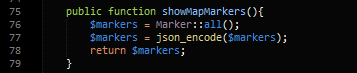 75 public function showMapMarkers(){
76 $markers = Marker::all();
77 $markers = json_encode($markers);
78 return $markers;
79 }